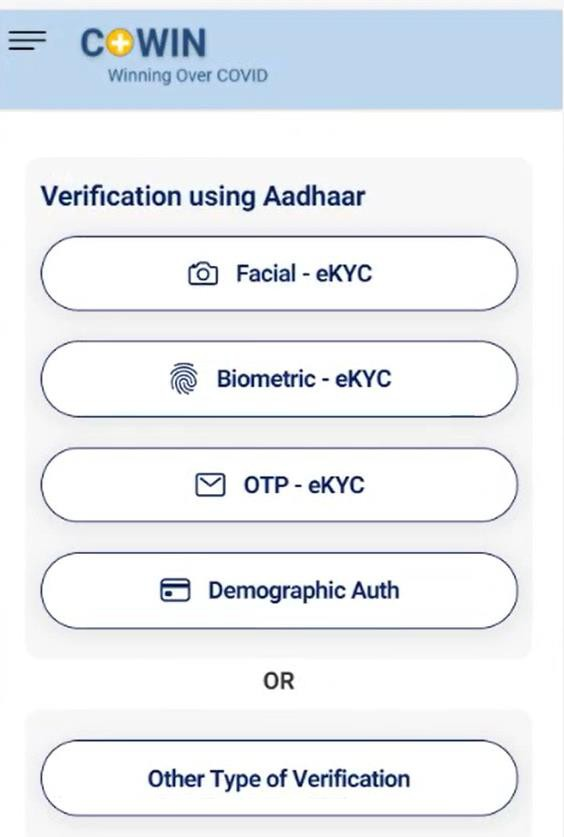 COWIN
Winning Over COVID
Verification using Aadhaar
Facial - eKYC
Biometric - eKYC
OTP - eKYC
Demographic Auth
OR
Other Type of Verification